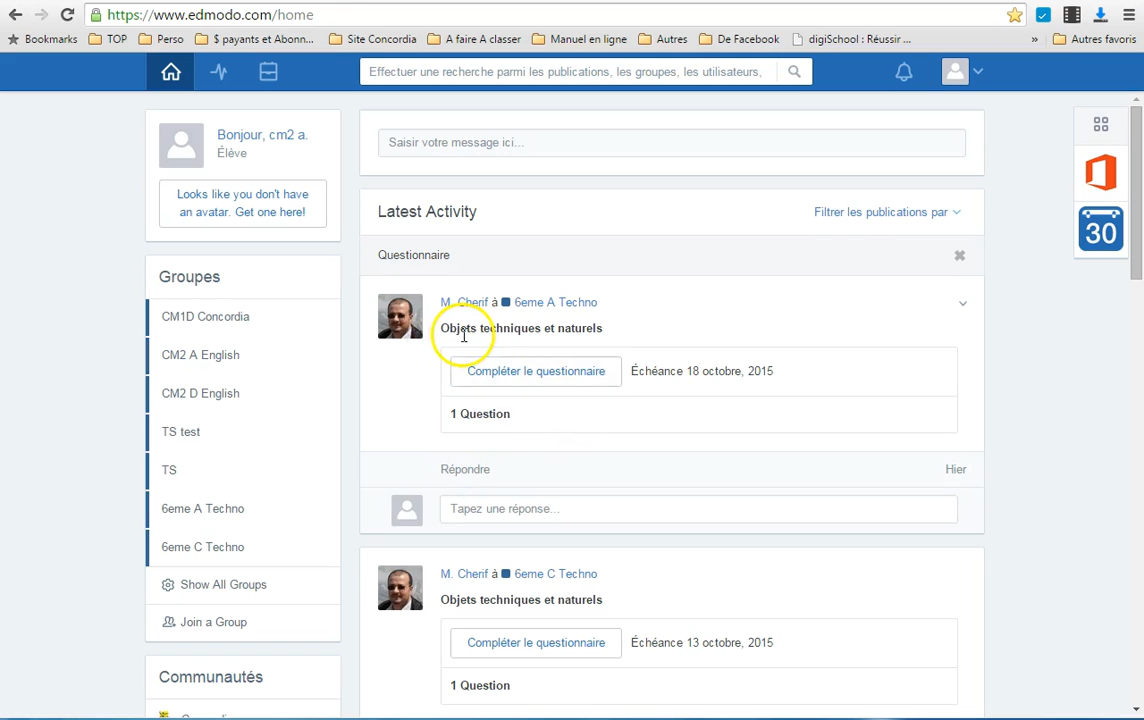 https://www.edmodo.com/home
Bookmarks TOP Perso $ payants et Abonn... Site Concordia A faire A classer Manuel en ligne Autres De Facebook digiSchool : Réussir ... » Autres favoris
Effectuer une recherche parmi les publications, les groupes, les utilisateurs,
Bonjour, cm2 a.
Élève
Looks like you don't have
an avatar. Get one here!
Groupes
CM1D Concordia
CM2 A English
CM2 D English
TS test
TS
6eme A Techno
6eme C Techno
Show All Groups
Join a Group
Communautés
Saisir votre message ici...
Latest Activity Filtrer les publications par
Questionnaire
M. Cherif à 6eme A Techno
Objets techniques et naturels
Compléter le questionnaire Échéance 18 octobre, 2015
1 Question
Répondre Hier
Tapez une réponse...
M. Cherif à 6eme C Techno
Objets techniques et naturels
Compléter le questionnaire Échéance 13 octobre, 2015
1 Question
30